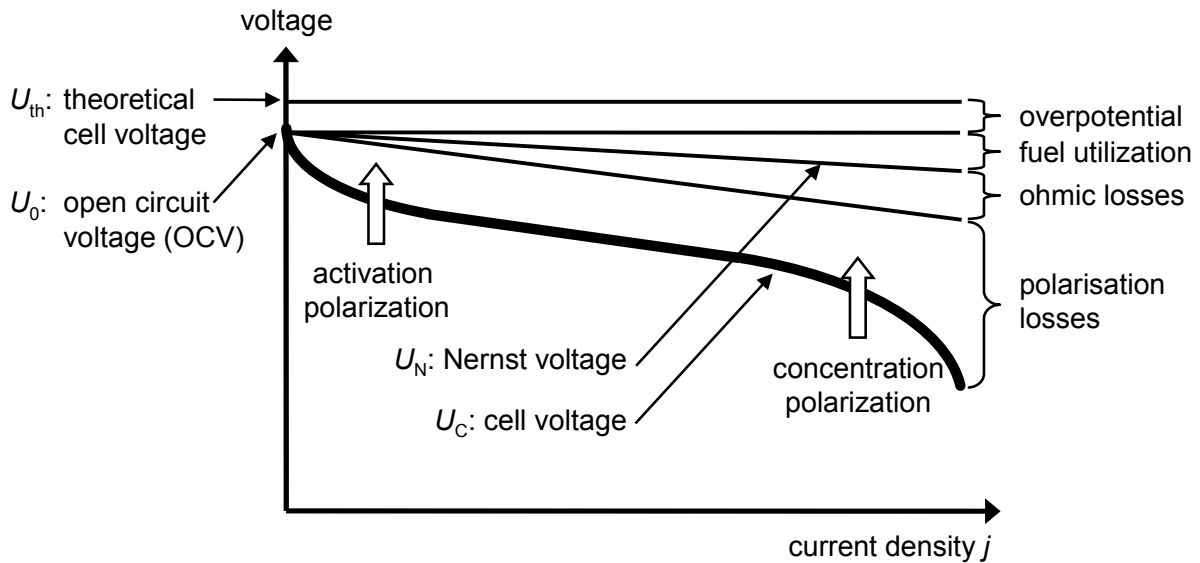 voltage
U_th: theoretical
cell voltage
U_0: open circuit
voltage (OCV)
activation
polarization
U_N: Nernst voltage
U_C: cell voltage
concentration
polarization
overpotential
fuel utilization
ohmic losses
polarisation
losses
current density j